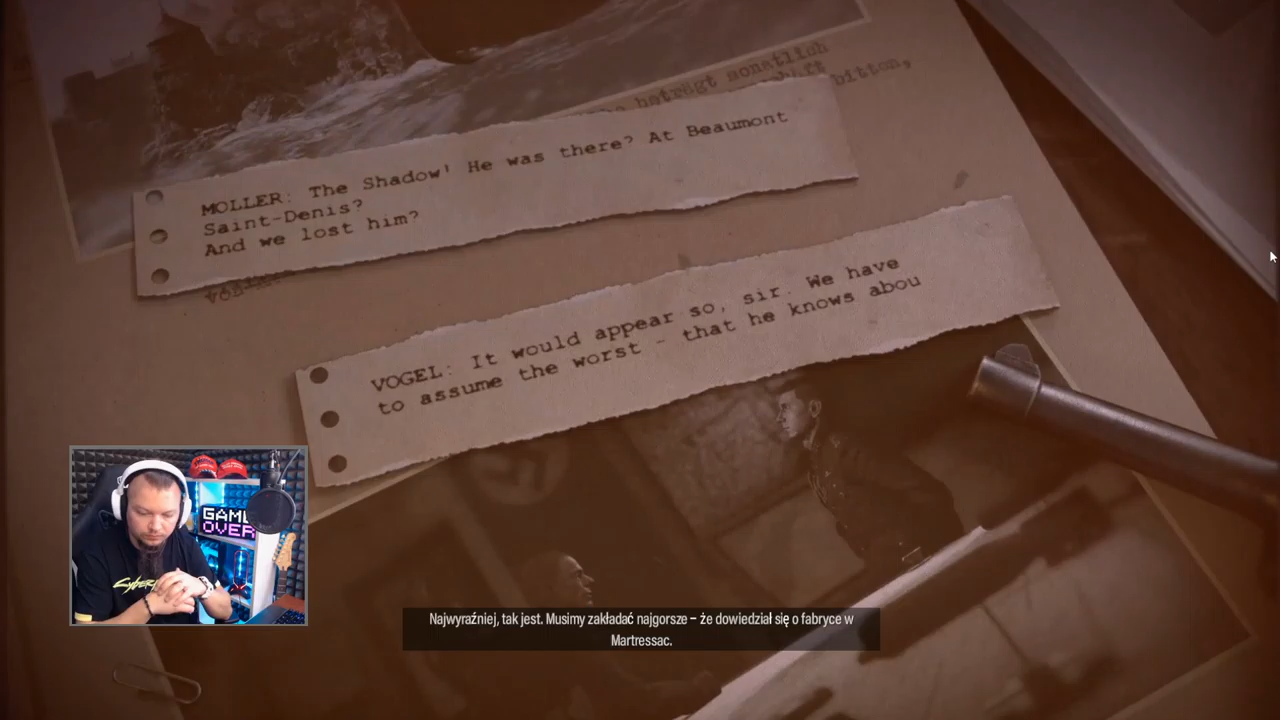 MOLLER: The Shadow! He was there? At Beaumont
Saint-Denis?
And we lost him?
VOGEL: It would appear so, sir. We have
to assume the worst - that he knows abou
GAME
OVER
Najwyraźniej, tak jest. Musimy zakładać najgorsze – że dowiedział się o fabryce w
Martressac.